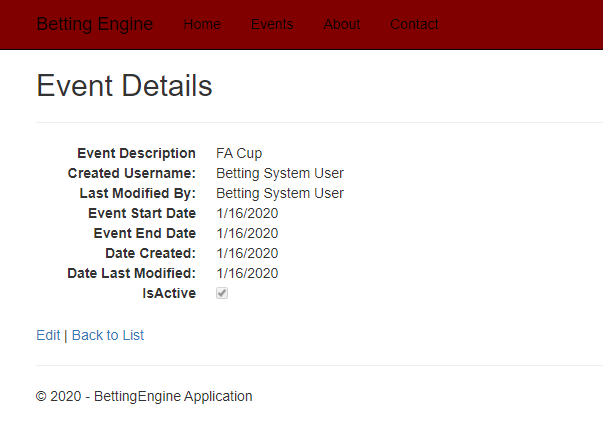 Betting Engine Home Events About Contact
Event Details
Event Description FA Cup
Created Username: Betting System User
Last Modified By: Betting System User
Event Start Date 1/16/2020
Event End Date 1/16/2020
Date Created: 1/16/2020
Date Last Modified: 1/16/2020
IsActive
Edit | Back to List
© 2020 - BettingEngine Application